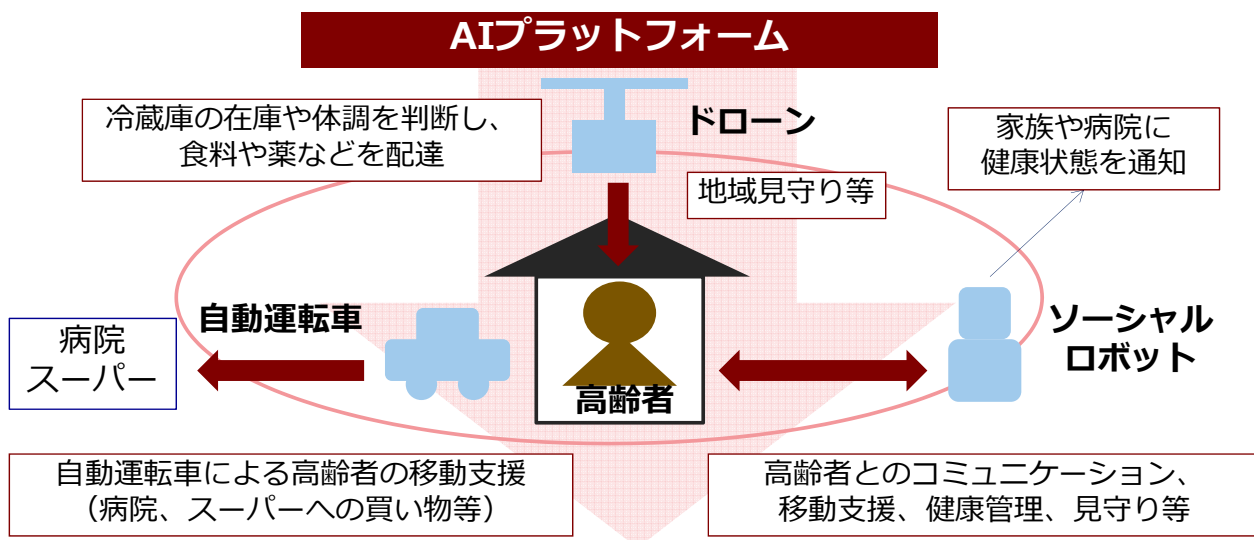 AIプラットフォーム
冷蔵庫の在庫や体調を判断し、
食料や薬などを配達
ドローン
家族や病院に
健康状態を通知
地域見守り等
自動運転車
病院
スーパー
高齢者
ソーシャル
ロボット
自動運転車による高齢者の移動支援
（病院、スーパーへの買い物等）
高齢者とのコミュニケーション、
移動支援、健康管理、見守り等